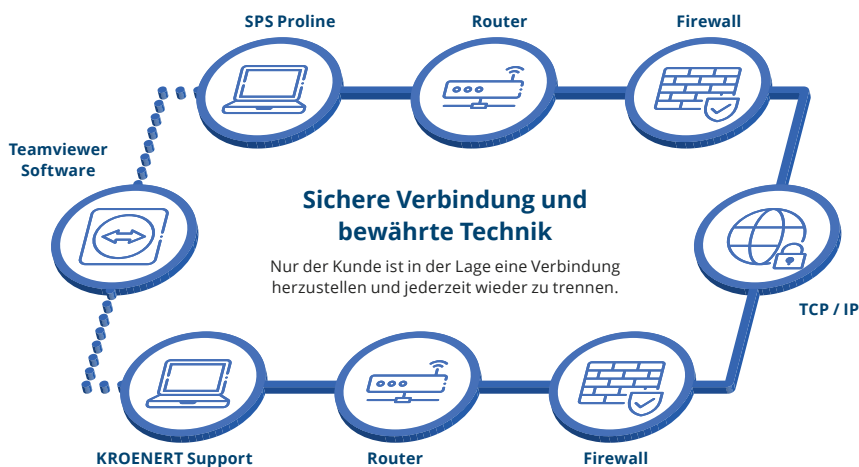 SPS Proline
Router
Firewall
Teamviewer
Software
Sichere Verbindung und
bewährte Technik
Nur der Kunde ist in der Lage eine Verbindung
herzustellen und jederzeit wieder zu trennen.
TCP / IP
KROENERT Support
Router
Firewall